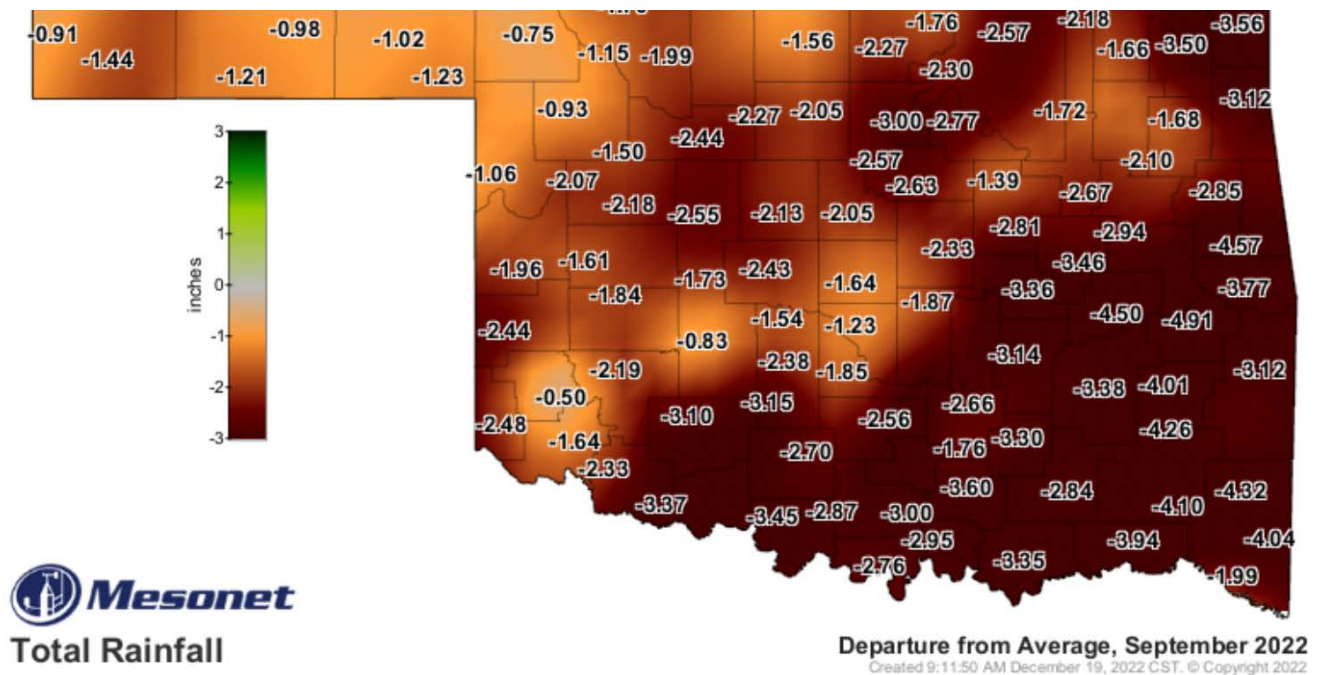 -1.76 -2.18 -3.56
-0.91 -0.98 -1.02 -0.75 -1.56 -2.27 -2.57 -1.66 -3.50
-1.44 -1.15 -1.99 -2.30
-1.21 -1.23
-0.93 -2.27 -2.05 -3.00 -2.77 -1.72 -1.68 -3.12
3
-1.50 -2.44 -2.57 -2.10
2
-1.06 -2.07 -2.63 -1.39 -2.67 -2.85
-2.18 -2.55 -2.13 -2.05 -2.81 -2.94
1
-1.96 -1.61 -1.73 -2.43 -1.64 -2.33 -3.46 -4.57
0
inches
-1.84 -1.87 -3.36 -3.77
-2.44 -0.83 -1.54 -1.23 -4.50 -4.91
-1
-2.19 -2.38 -1.85 -3.14 -3.12
-2
-0.50 -3.10 -3.15 -2.56 -2.66 -3.38 -4.01
-2.48 -1.64 -2.70 -1.76 -3.30 -4.26
-3
-2.33 -3.60 -2.84 -4.32
-3.37 -3.45 -2.87 -3.00 -4.10
-2.95 -3.94 -4.04
-2.76 -3.35 -1.99
Mesonet
Total Rainfall
Departure from Average, September 2022
Created 9:11:50 AM December 19, 2022 CST. © Copyright 2022